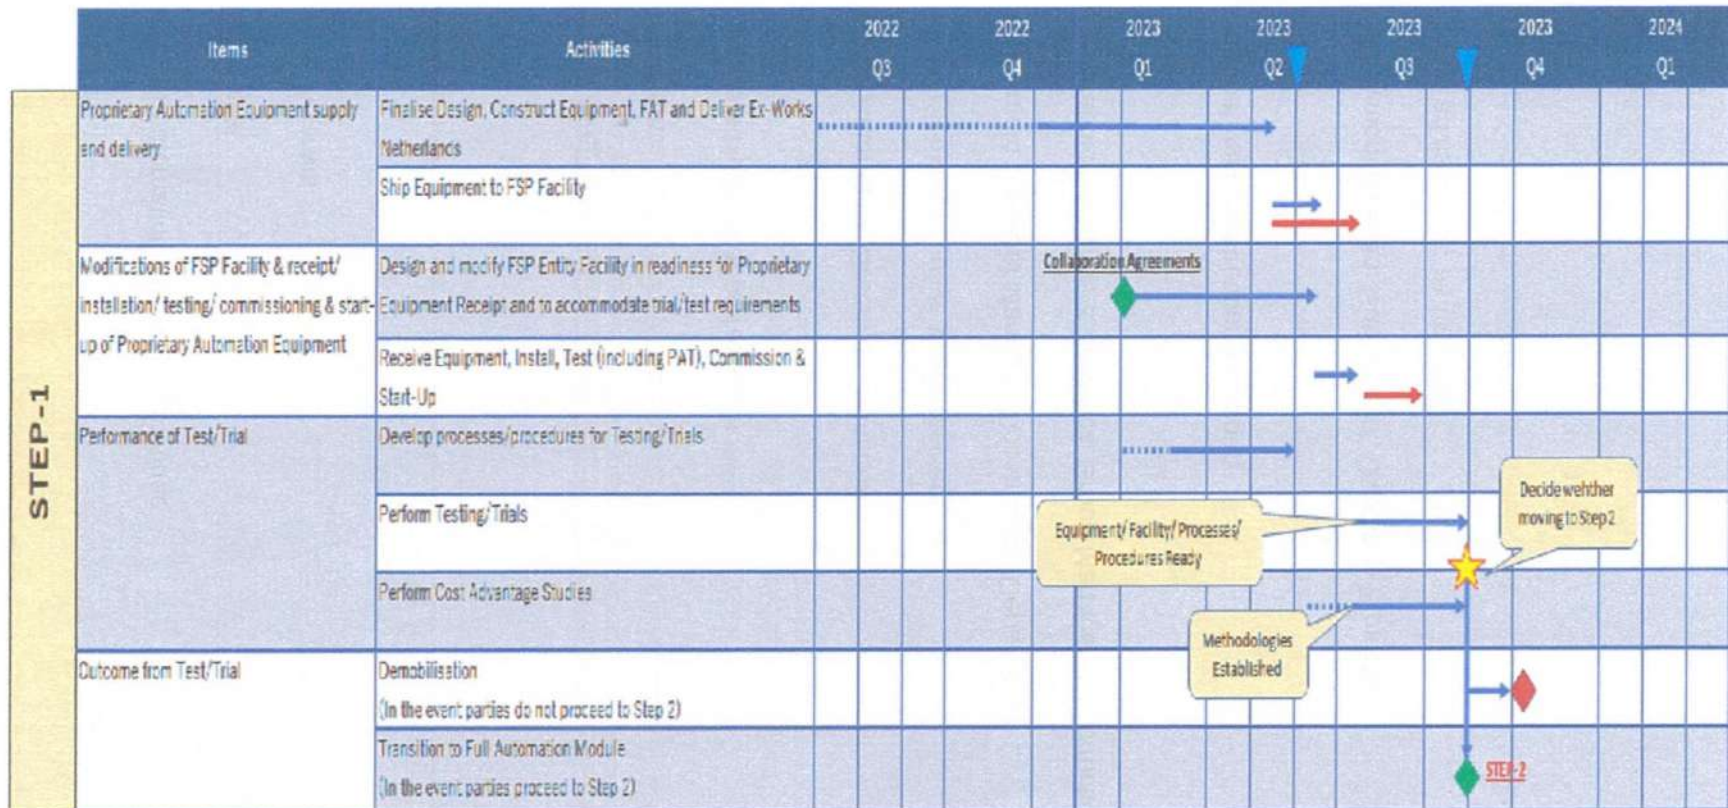 Items
Activities
2022
Q3
2022
Q4
2023
Q1
2023
Q2
2023
Q3
2023
Q4
2024
Q1
STEP-1
Proprietary Automation Equipment supply
and delivery
Finalise Design, Construct Equipment, FAT and Deliver Ex-Works
Netherlands
Ship Equipment to FSP Facility
Modifications of FSP Facility & receipt/
installation/ testing/ commissioning & start-
up of Proprietary Automation Equipment
Design and modify FSP Entity Facility in readiness for Proprietary
Equipment Receipt and to accommodate trial/test requirements
Collaboration Agreements
Receive Equipment, Install, Test (including PAT), Commission &
Start-Up
Performance of Test/Trial
Develop processes/procedures for Testing/Trials
Perform Testing/Trials
Equipment/ Facility/ Processes/
Procedures Ready
Decide wehther
moving to Step 2
Perform Cost Advantage Studies
Methodologies
Established
Outcome from Test/Trial
Demobilisation
(In the event parties do not proceed to Step 2)
Transition to Full Automation Module
(In the event parties proceed to Step 2)
STEP-2